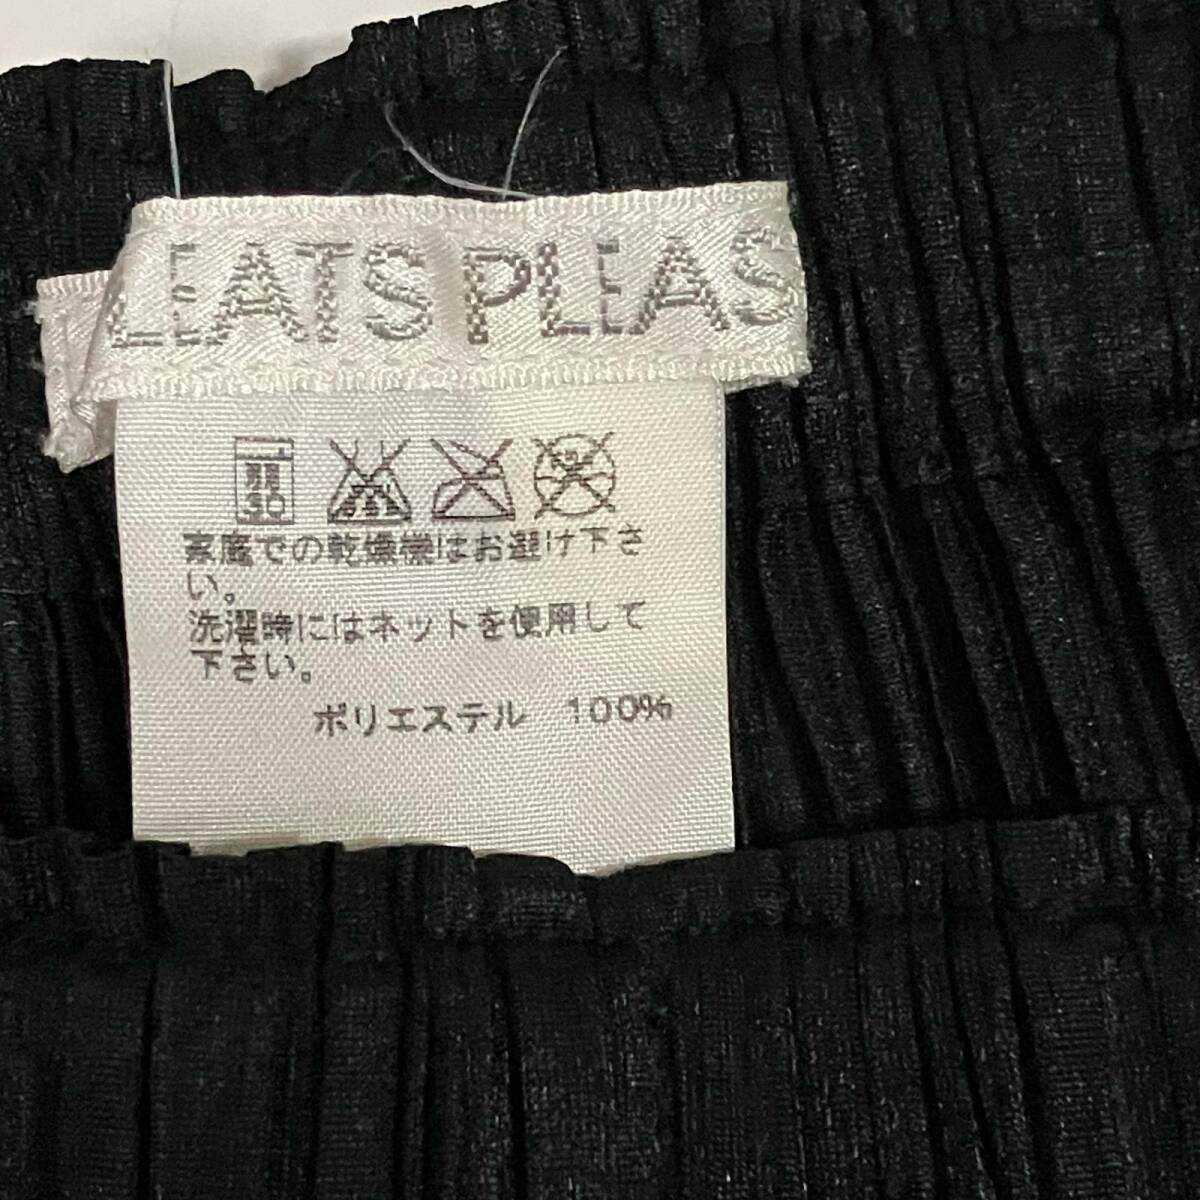 LEATS PLEAS
弱
30
家庭での乾燥機はお避け下さ
い。
洗濯時にはネットを使用して
下さい。
ポリエステル 100%